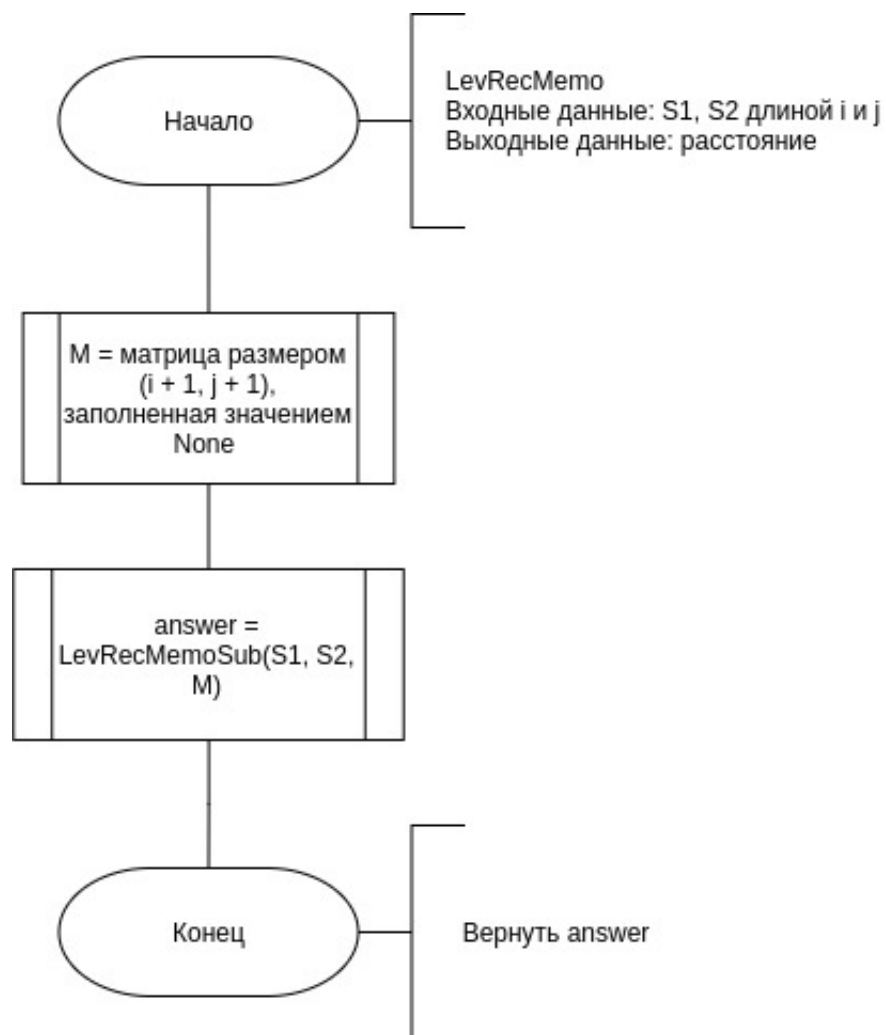 Начало
LevRecMemo
Входные данные: S1, S2 длиной i и j
Выходные данные: расстояние
M = матрица размером
(i + 1, j + 1),
заполненная значением
None
answer =
LevRecMemoSub(S1, S2,
M)
Конец
Вернуть answer